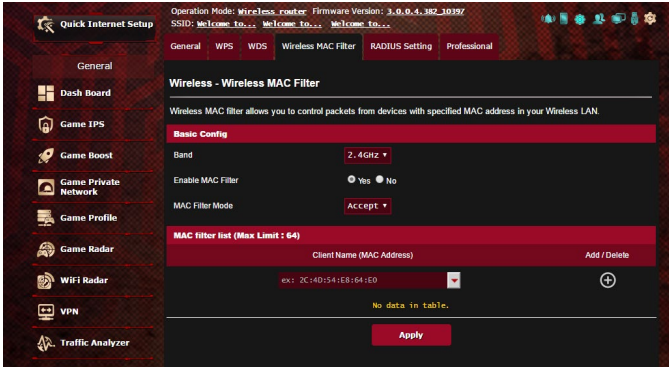 Quick Internet Setup
Operation Mode: Wireless router Firmware Version: 3.0.0.4.382_10397
SSID: Welcome to... Welcome to... Welcome to...
General WPS WDS Wireless MAC Filter RADIUS Setting Professional
General
Dash Board
Game IPS
Game Boost
Game Private
Network
Game Profile
Game Radar
WiFi Radar
VPN
Traffic Analyzer
Wireless - Wireless MAC Filter
Wireless MAC filter allows you to control packets from devices with specified MAC address in your Wireless LAN.
Basic Config
Band 2.4GHz
Enable MAC Filter Yes No
MAC Filter Mode Accept
MAC filter list (Max Limit : 64)
Client Name (MAC Address) Add / Delete
ex: 2C:4D:54:E8:64:E0
No data in table.
Apply